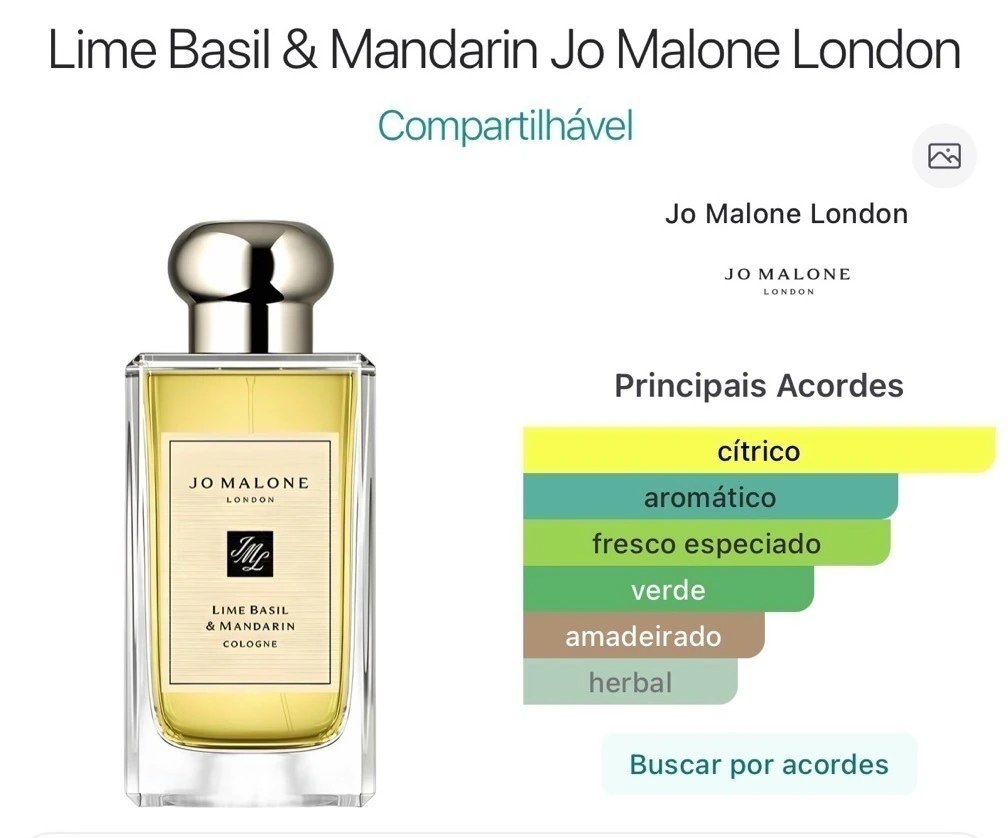 Lime Basil & Mandarin Jo Malone London
Compartilhável
Jo Malone London
JO MALONE
LONDON
Principais Acordes
cítrico
aromático
fresco especiado
verde
amadeirado
herbal
Buscar por acordes
JO MALONE
LONDON
JML
LIME BASIL
& MANDARIN
COLOGNE